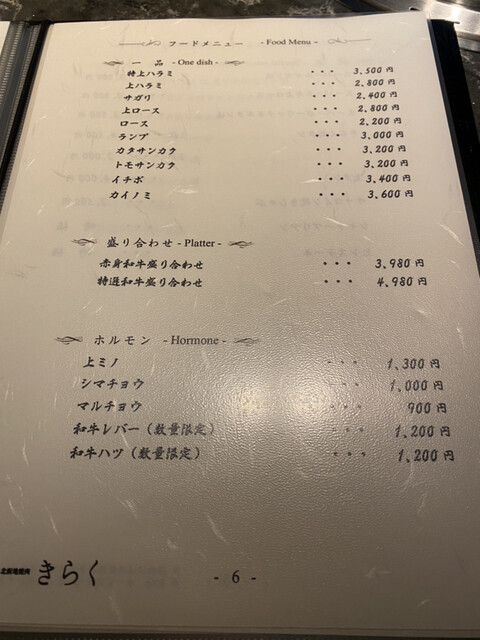 フードメニュー - Food Menu -
一 品 - One dish -
特上ハラミ ・・・ 3,500円
上ハラミ ・・・ 2,800円
サガリ ・・・ 2,400円
上ロース ・・・ 2,800円
ロース ・・・ 2,200円
ランプ ・・・ 3,000円
カタサンカク ・・・ 3,200円
トモサンカク ・・・ 3,200円
イチボ ・・・ 3,400円
カイノミ ・・・ 3,600円
盛り合わせ - Platter -
赤身和牛盛り合わせ ・・・ 3,980円
特選和牛盛り合わせ ・・・ 4,980円
ホルモン - Hormone -
上ミノ ・・・ 1,300円
シマチョウ ・・・ 1,000円
マルチョウ ・・・ 900円
和牛レバー（数量限定） ・・・ 1,200円
和牛ハツ（数量限定） ・・・ 1,200円
きらく
- 6 -